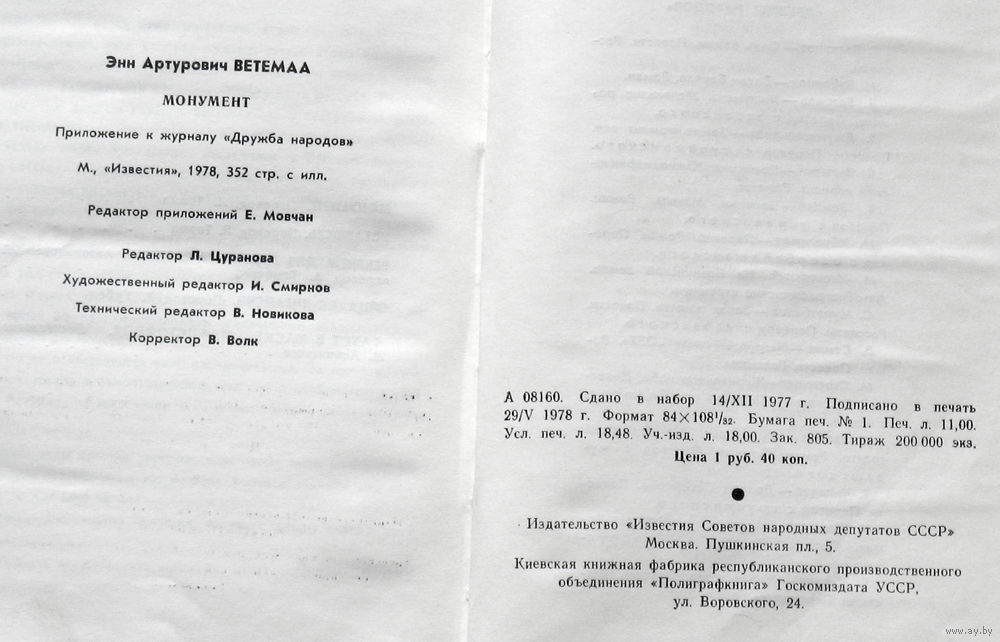 Энн Артурович ВЕТЕМАА
МОНУМЕНТ
Приложение к журналу «Дружба народов»
М., «Известия», 1978, 352 стр. с илл.
Редактор приложений Е. Мовчан
Редактор Л. Цуранова
Художественный редактор И. Смирнов
Технический редактор В. Новикова
Корректор В. Волк
А 08160. Сдано в набор 14/XII 1977 г. Подписано в печать
29/V 1978 г. Формат 84×108¹/₃₂. Бумага печ. № 1. Печ. л. 11,00.
Усл. печ. л. 18,48. Уч.-изд. л. 18,00. Зак. 805. Тираж 200 000 экз.
Цена 1 руб. 40 коп.
Издательство «Известия Советов народных депутатов СССР»
Москва. Пушкинская пл., 5.
Киевская книжная фабрика республиканского производственного
объединения «Полиграфкнига» Госкомиздата УССР,
ул. Воровского, 24.
www.ay.by